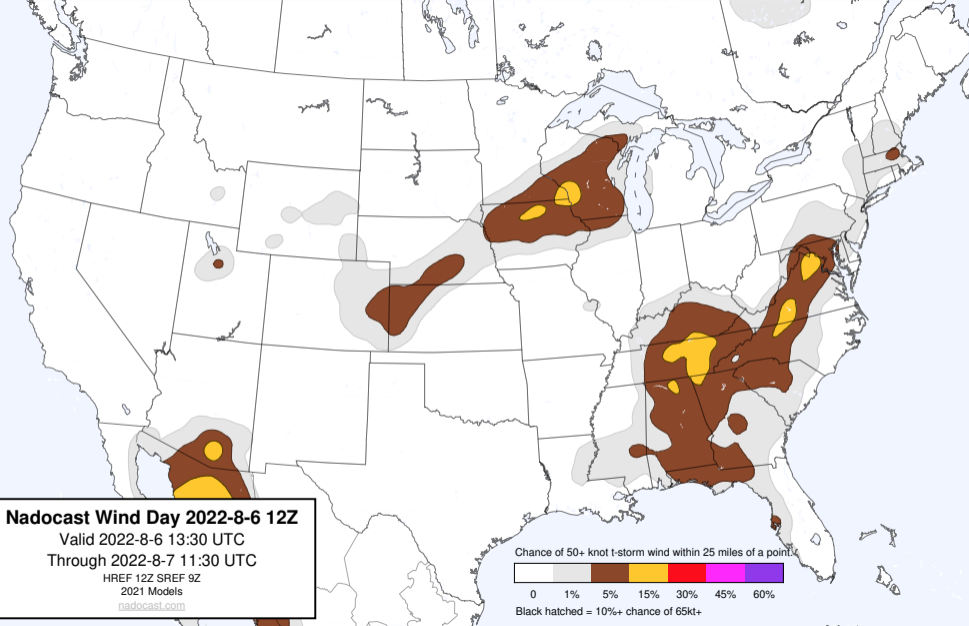 Nadocast Wind Day 2022-8-6 12Z
Valid 2022-8-6 13:30 UTC
Through 2022-8-7 11:30 UTC
HREF 12Z SREF 9Z
2021 Models
nadocast.com
Chance of 50+ knot t-storm wind within 25 miles of a point.
0 1% 5% 15% 30% 45% 60%
Black hatched = 10%+ chance of 65kt+